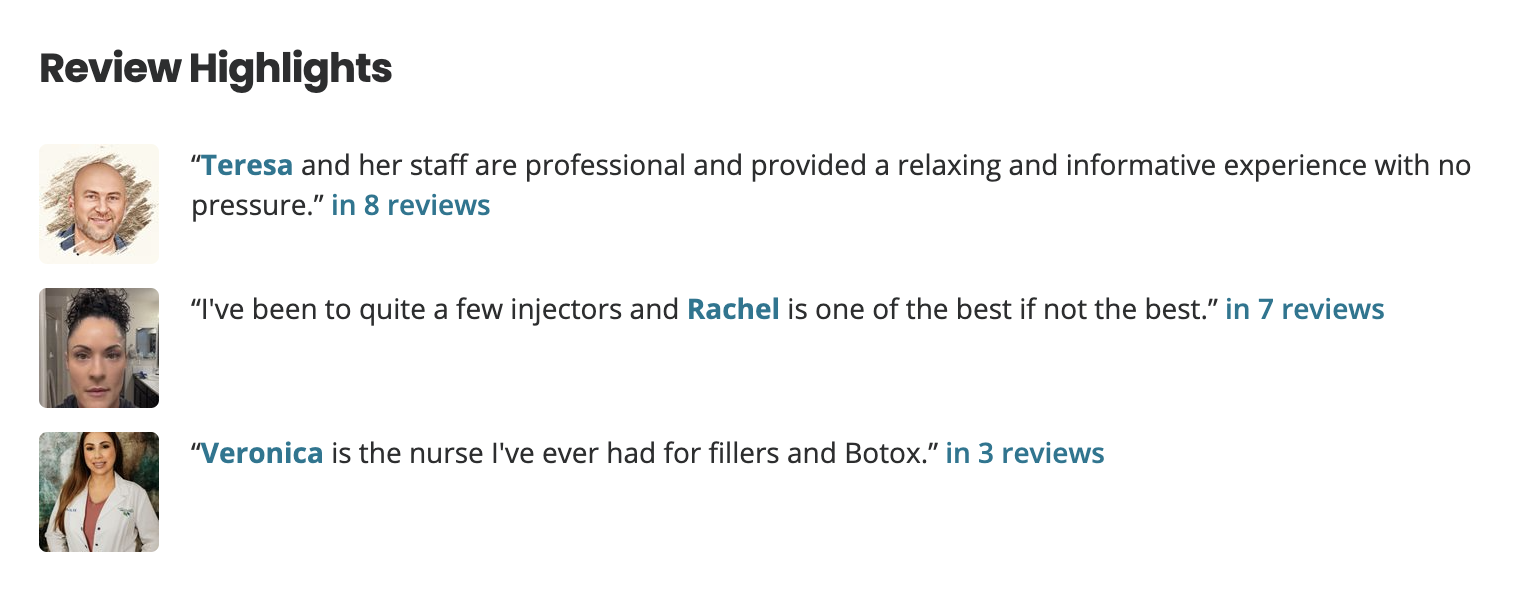 Review Highlights
“Teresa and her staff are professional and provided a relaxing and informative experience with no
pressure.” in 8 reviews
“I've been to quite a few injectors and Rachel is one of the best if not the best.” in 7 reviews
“Veronica is the nurse I've ever had for fillers and Botox.” in 3 reviews